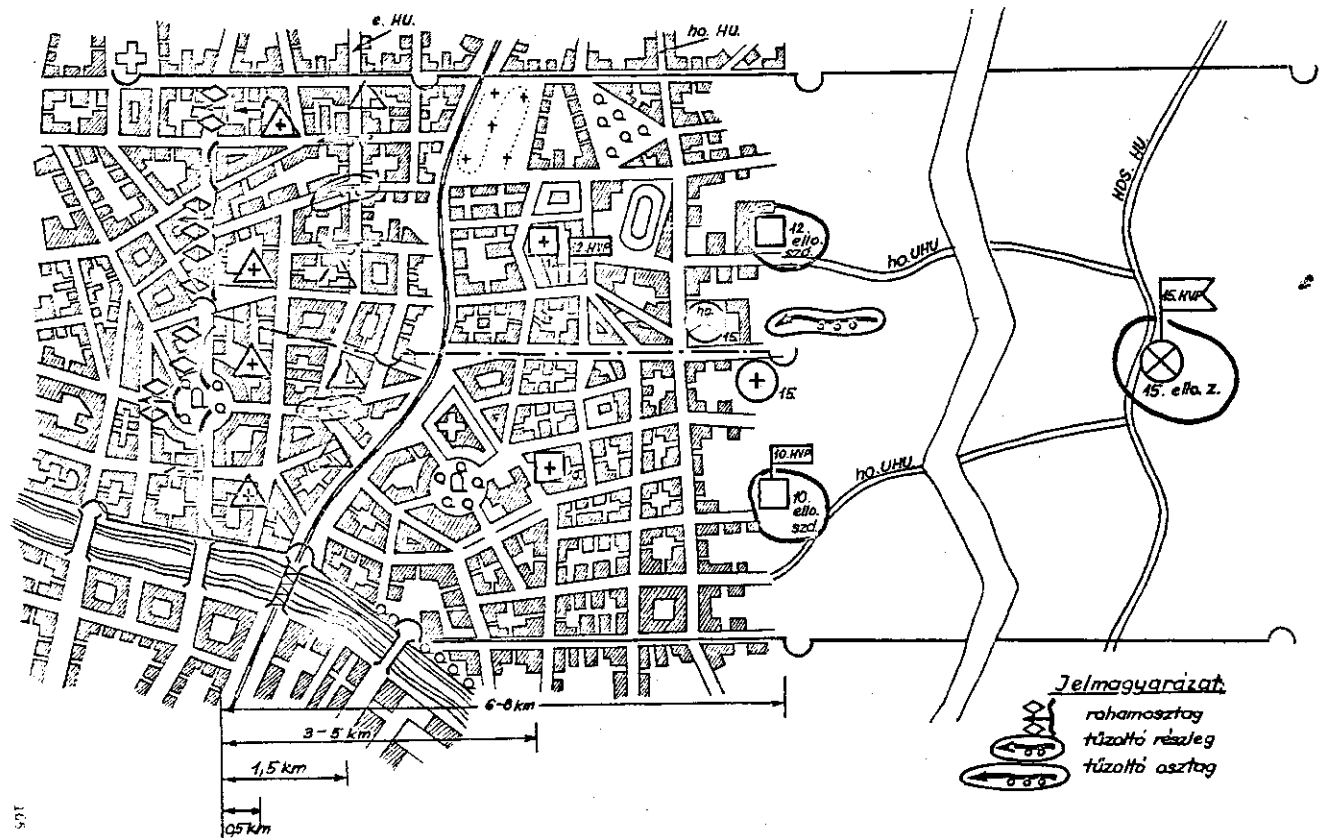 e. HU.
ho. HU.
HDS. HU
12. HVP
12.
ello.
szd.
ho. UHU
15. HVP
ho.
15.
15. ello. z.
15.
10. HVP
10.
ello.
szd.
ho. UHU
6-8 km
3-5 km
1,5 km
0,5 km
Jelmagyarázat:
rohamosztag
tűzoltó részleg
tűzoltó osztag
165